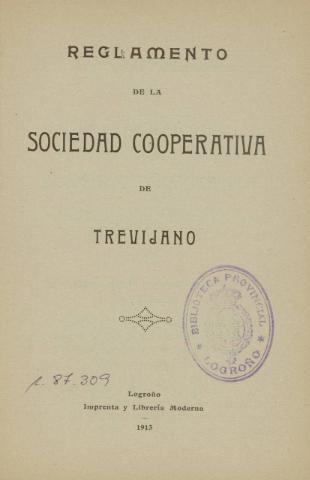 REGLAMENTO
DE LA
SOCIEDAD COOPERATIVA
DE
TREVIJANO
BIBLIOTECA PROVINCIAL
* LOGROÑO *
r. 87.309
Logroño
Imprenta y Librería Moderna
1913